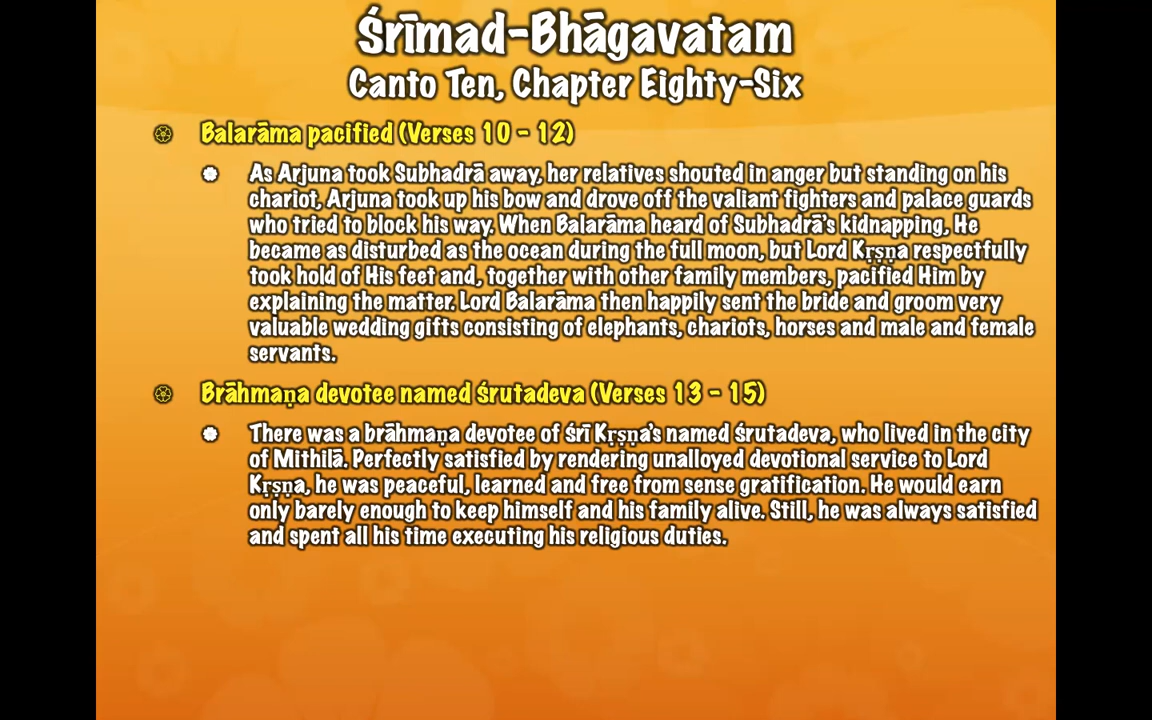 Śrīmad-Bhāgavatam
Canto Ten, Chapter Eighty-Six
Balarāma pacified (Verses 10 - 12)
As Arjuna took Subhadrā away, her relatives shouted in anger but standing on his
chariot, Arjuna took up his bow and drove off the valiant fighters and palace guards
who tried to block his way. When Balarāma heard of Subhadrā's kidnapping, He
became as disturbed as the ocean during the full moon, but Lord Kṛṣṇa respectfully
took hold of His feet and, together with other family members, pacified Him by
explaining the matter. Lord Balarāma then happily sent the bride and groom very
valuable wedding gifts consisting of elephants, chariots, horses and male and female
servants.
Brāhmaṇa devotee named śrutadeva (Verses 13 - 15)
There was a brāhmaṇa devotee of śrī Kṛṣṇa's named śrutadeva, who lived in the city
of Mithilā. Perfectly satisfied by rendering unalloyed devotional service to Lord
Kṛṣṇa, he was peaceful, learned and free from sense gratification. He would earn
only barely enough to keep himself and his family alive. Still, he was always satisfied
and spent all his time executing his religious duties.